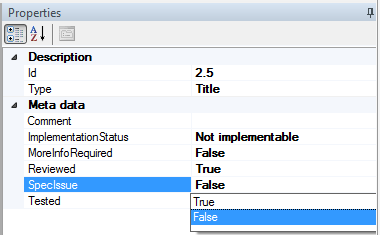 Properties
Description
Id 2.5
Type Title
Meta data
Comment
ImplementationStatus Not implementable
MoreInfoRequired False
Reviewed True
SpecIssue False
Tested True
False